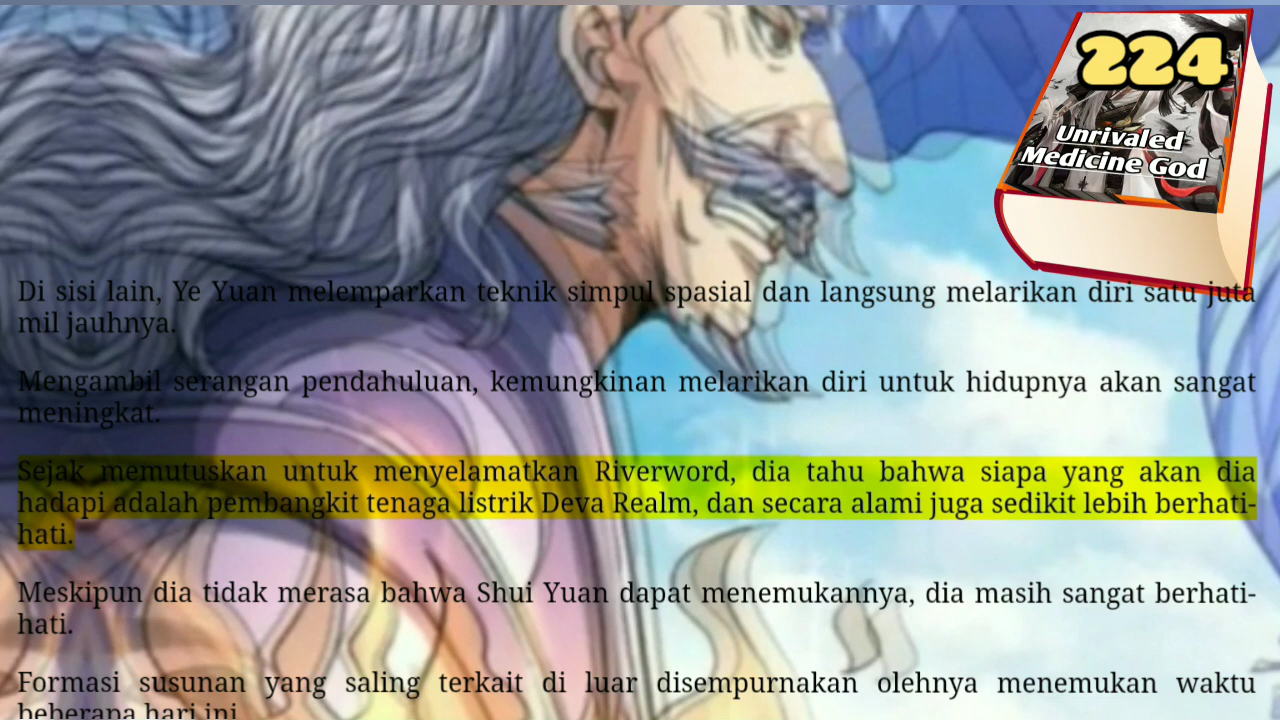 224
Unrivaled
Medicine God
Di sisi lain, Ye Yuan melemparkan teknik simpul spasial dan langsung melarikan diri satu juta
mil jauhnya.
Mengambil serangan pendahuluan, kemungkinan melarikan diri untuk hidupnya akan sangat
meningkat.
Sejak memutuskan untuk menyelamatkan Riverword, dia tahu bahwa siapa yang akan dia
hadapi adalah pembangkit tenaga listrik Deva Realm, dan secara alami juga sedikit lebih berhati-
hati.
Meskipun dia tidak merasa bahwa Shui Yuan dapat menemukannya, dia masih sangat berhati-
hati.
Formasi susunan yang saling terkait di luar disempurnakan olehnya menemukan waktu
beberapa hari ini